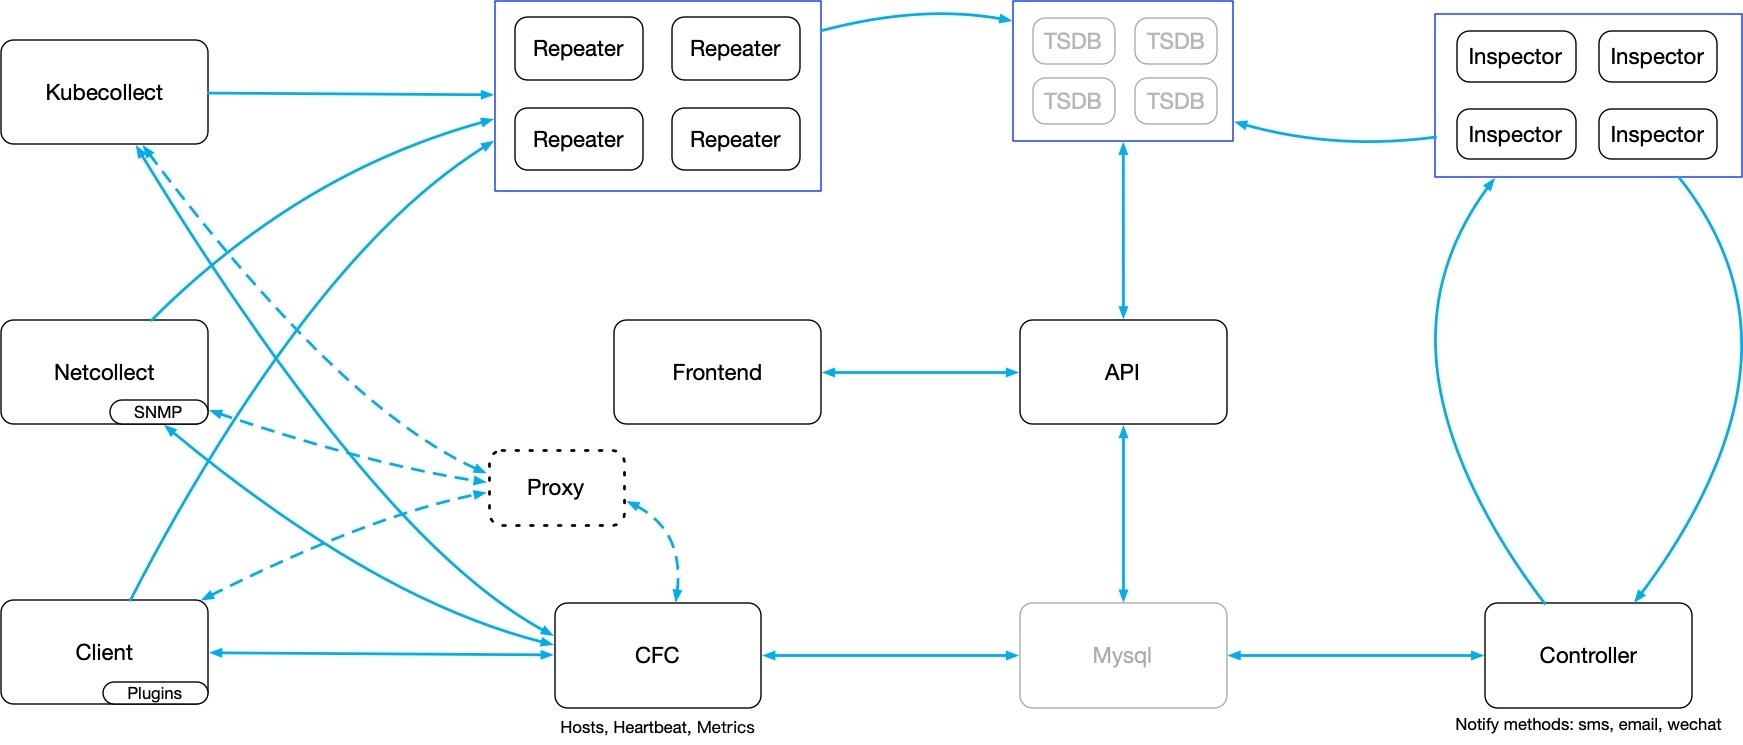 Kubecollect
Repeater
Repeater
Repeater
Repeater
TSDB
TSDB
TSDB
TSDB
Inspector
Inspector
Inspector
Inspector
Netcollect
SNMP
Frontend
API
Proxy
Client
Plugins
CFC
Hosts, Heartbeat, Metrics
Mysql
Controller
Notify methods: sms, email, wechat